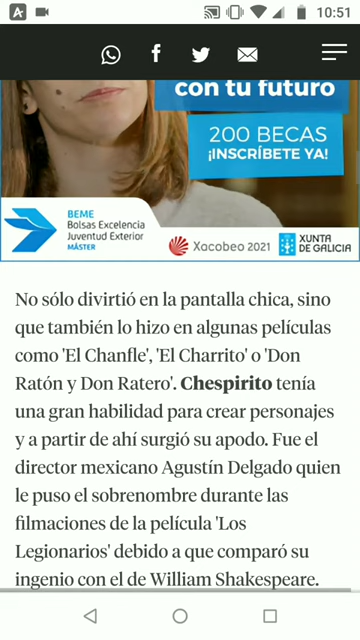 10:51
con tu futuro
200 BECAS
¡INSCRÍBETE YA!
BEME
Bolsas Excelencia
Juventud Exterior
MÁSTER
Xacobeo 2021
XUNTA
DE GALICIA
No sólo divirtió en la pantalla chica, sino
que también lo hizo en algunas películas
como 'El Chanfle', 'El Charrito' o 'Don
Ratón y Don Ratero'. Chespirito tenía
una gran habilidad para crear personajes
y a partir de ahí surgió su apodo. Fue el
director mexicano Agustín Delgado quien
le puso el sobrenombre durante las
filmaciones de la película 'Los
Legionarios' debido a que comparó su
ingenio con el de William Shakespeare.